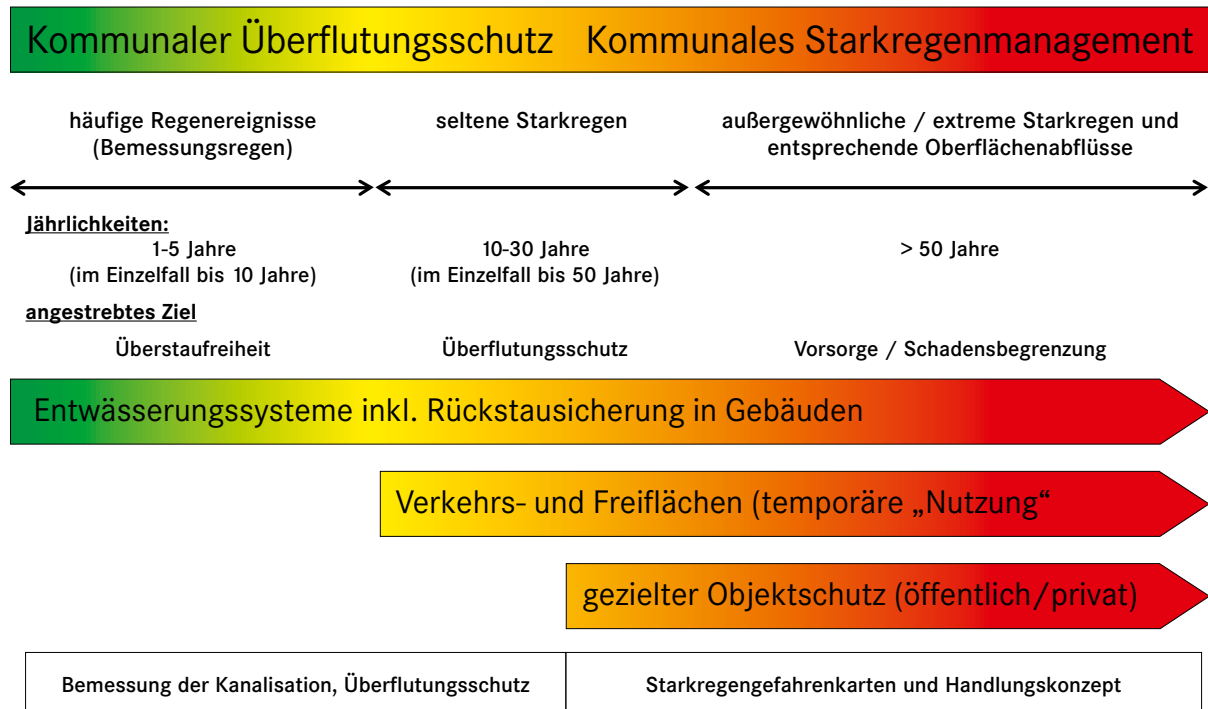 Kommunaler Überflutungsschutz Kommunales Starkregenmanagement
häufige Regenereignisse
(Bemessungsregen)
seltene Starkregen
außergewöhnliche / extreme Starkregen und
entsprechende Oberflächenabflüsse
Jährlichkeiten:
1-5 Jahre
(im Einzelfall bis 10 Jahre)
10-30 Jahre
(im Einzelfall bis 50 Jahre)
> 50 Jahre
angestrebtes Ziel
Überstaufreiheit
Überflutungsschutz
Vorsorge / Schadensbegrenzung
Entwässerungssysteme inkl. Rückstausicherung in Gebäuden
Verkehrs- und Freiflächen (temporäre „Nutzung“
gezielter Objektschutz (öffentlich/privat)
Bemessung der Kanalisation, Überflutungsschutz
Starkregengefahrenkarten und Handlungskonzept